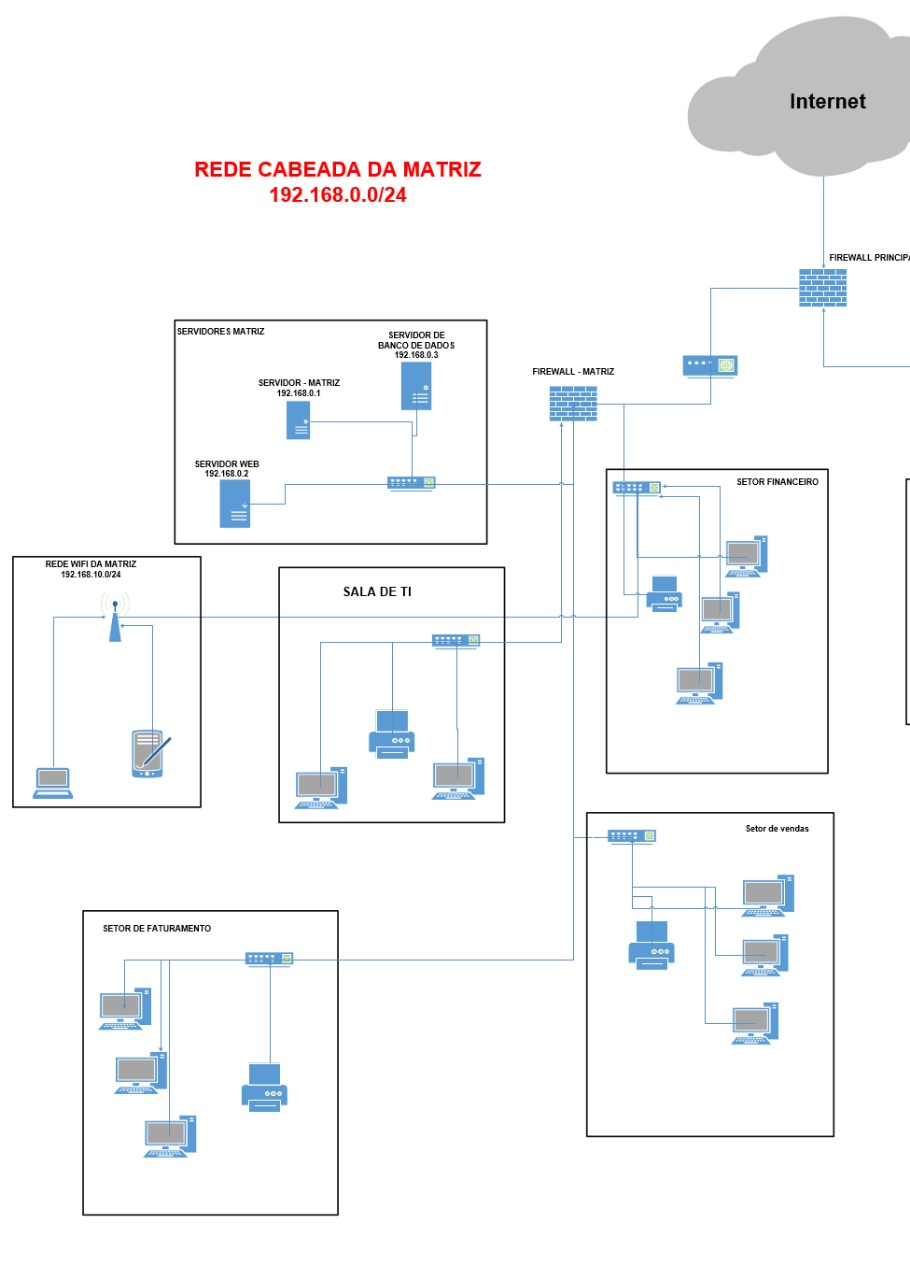 Internet
REDE CABEADA DA MATRIZ
192.168.0.0/24
FIREWALL PRINCIPA
SERVIDORES MATRIZ
SERVIDOR DE
BANCO DE DADOS
192.168.0.3
SERVIDOR - MATRIZ
192.168.0.1
SERVIDOR WEB
192.168.0.2
FIREWALL - MATRIZ
SETOR FINANCEIRO
REDE WIFI DA MATRIZ
192.168.10.0/24
SALA DE TI
Setor de vendas
SETOR DE FATURAMENTO